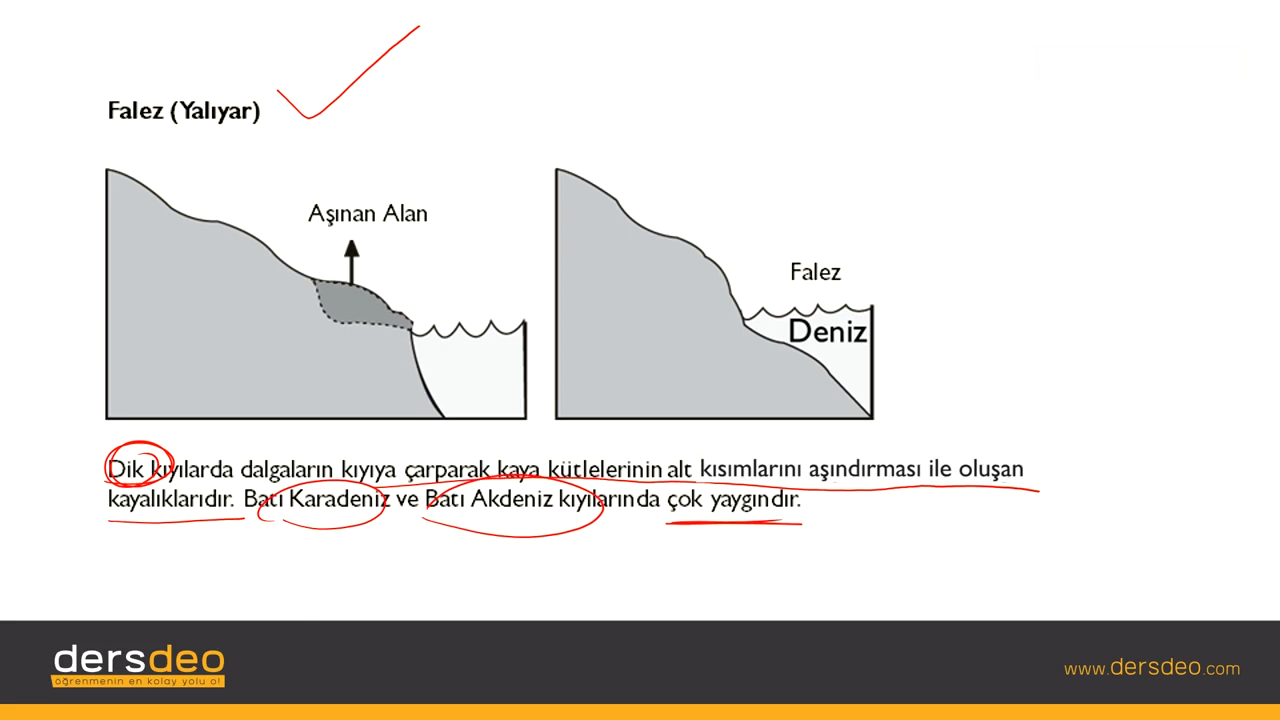 Falez (Yalıyar)
Aşınan Alan
Falez
Deniz
Dik kıyılarda dalgaların kıyıya çarparak kaya kütlelerinin alt kısımlarını aşındırması ile oluşan
kayalıklarıdır. Batı Karadeniz ve Batı Akdeniz kıyılarında çok yaygındır.
dersdeo
öğrenmenin en kolay yolu o!
www.dersdeo.com